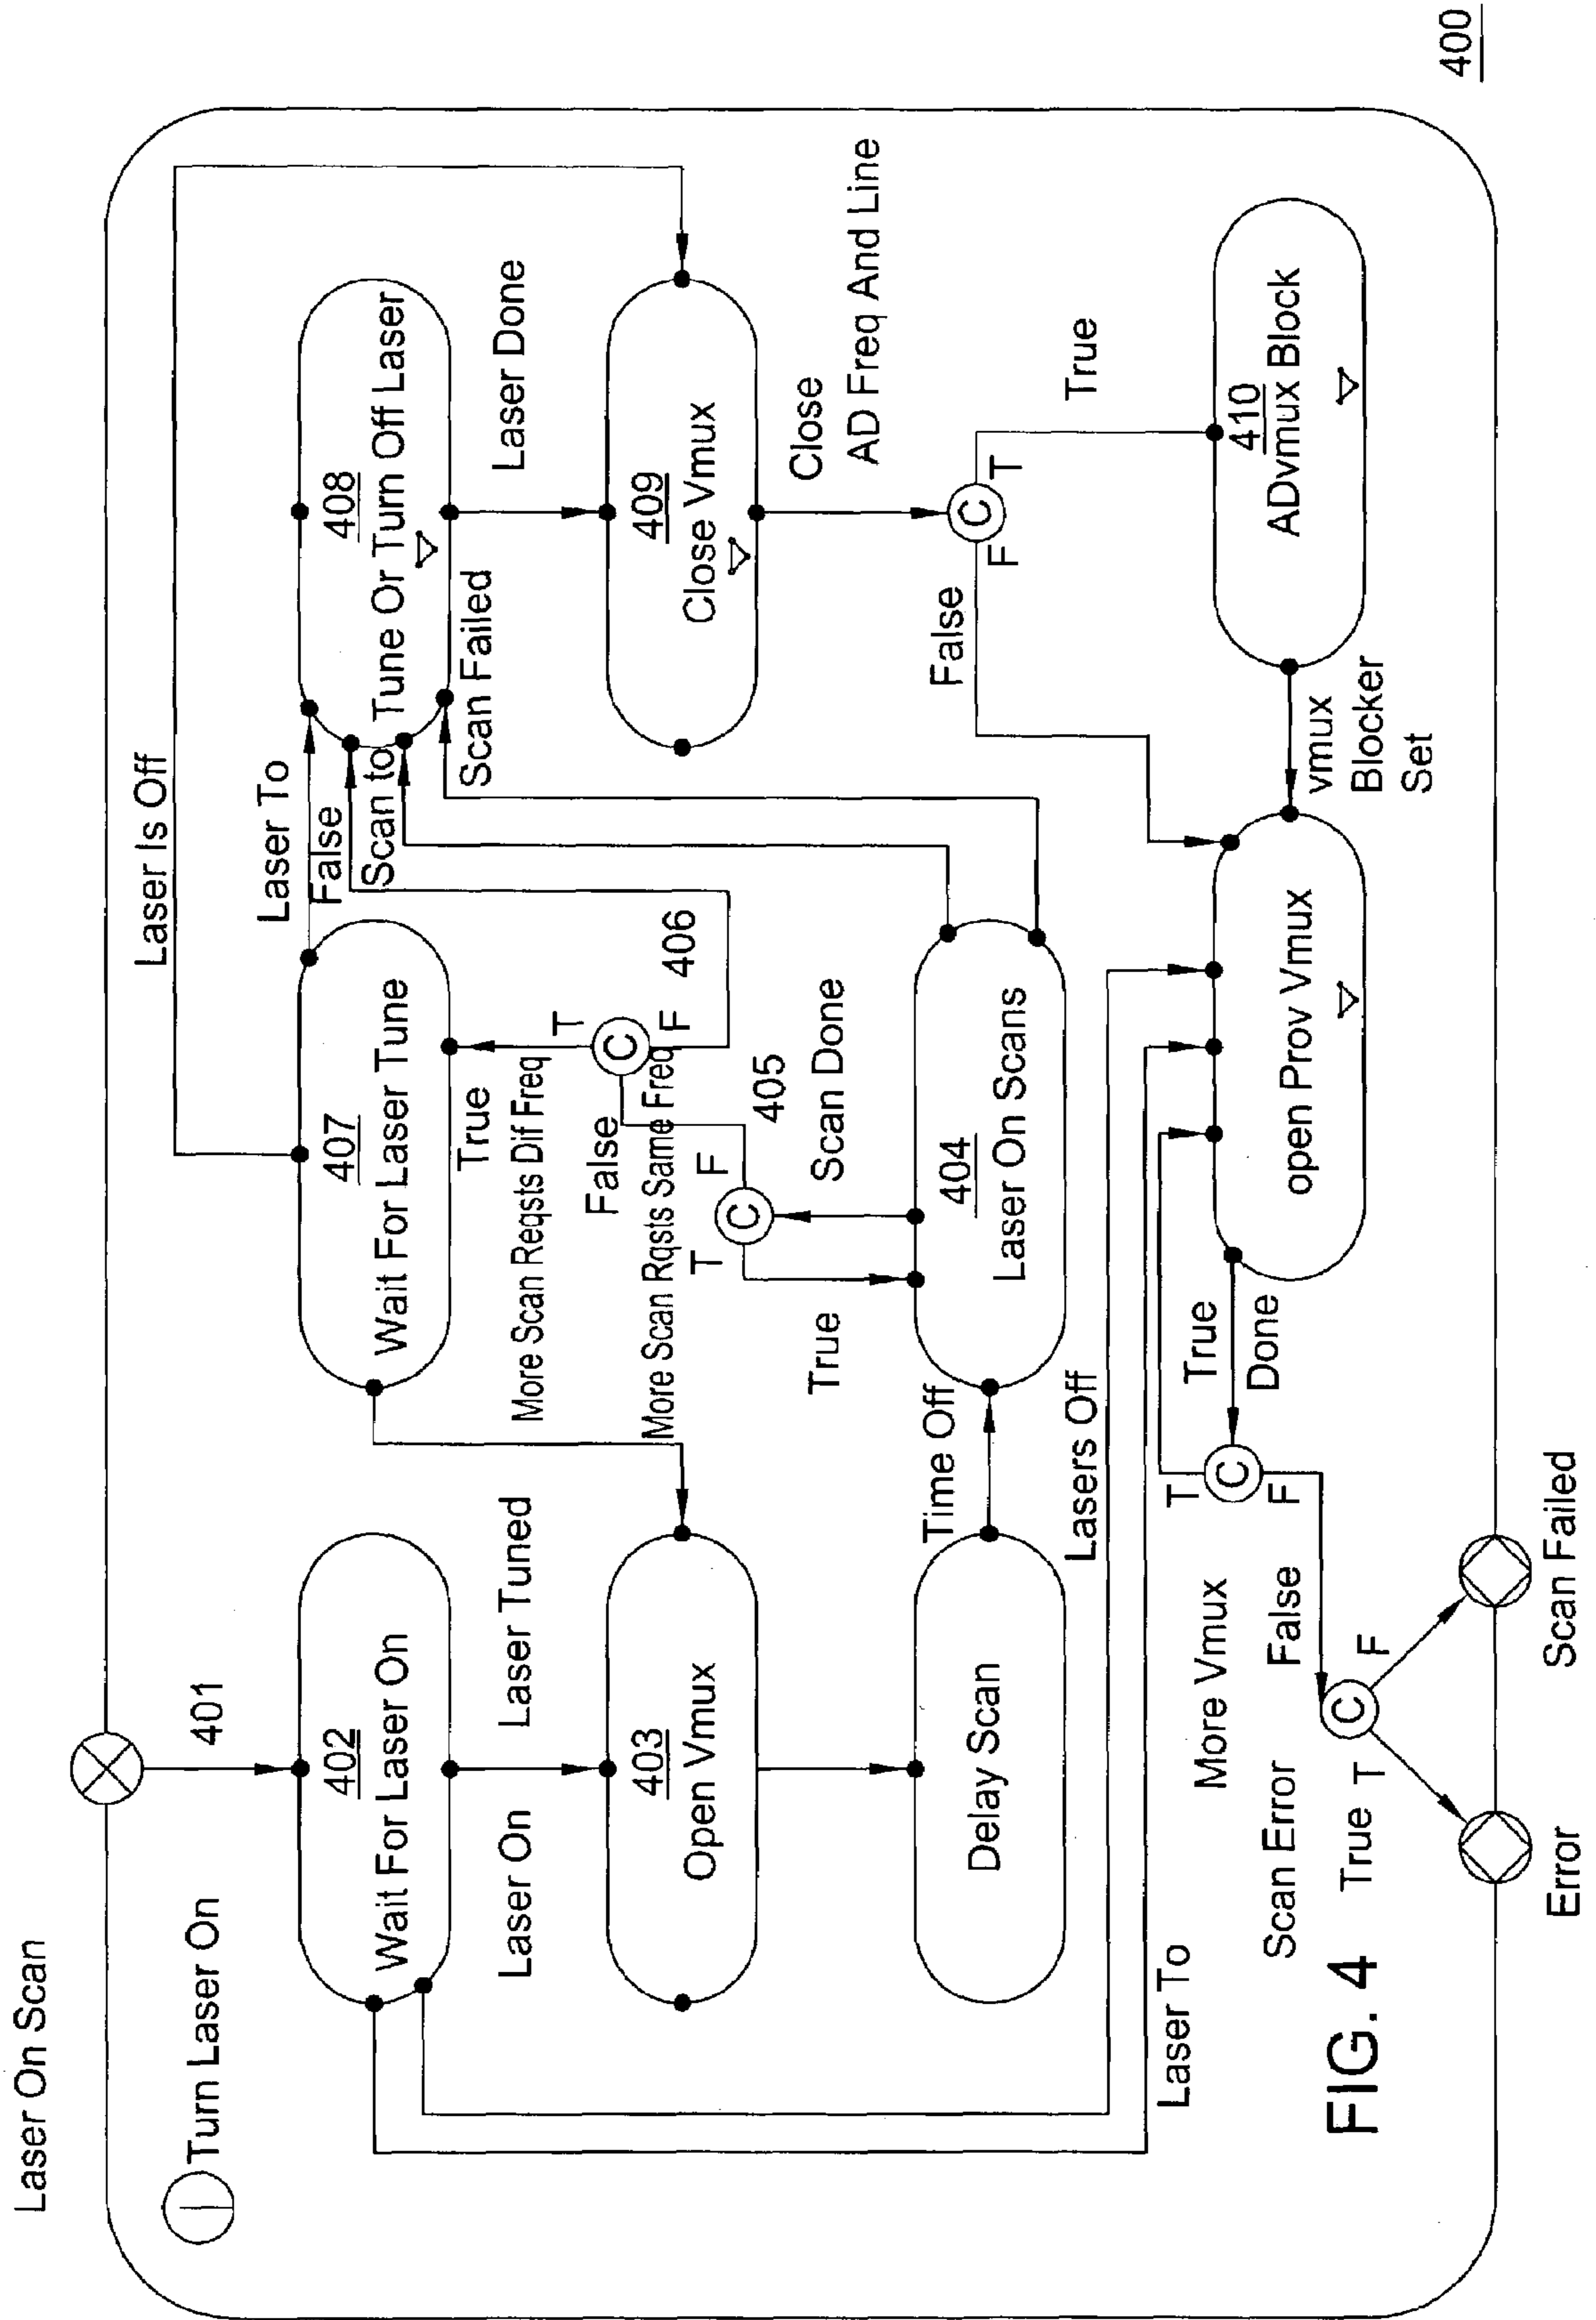 Laser On Scan
Turn Laser On
401
402
Wait For Laser On
Laser On
Laser Tuned
403
Open Vmux
Delay Scan
Time Off
Lasers Off
Laser To
Laser Is Off
407
Wait For Laser Tune
Laser To
False
Scan to
True
T
More Scan Reqsts Dif Freq
C
F
406
False
More Scan Rqsts Same Freq
F
405
C
T
True
Scan Done
404
Laser On Scans
408
Tune Or Turn Off Laser
Scan Failed
Laser Done
409
Close Vmux
Close
AD Freq And Line
C
T
F
True
False
410
ADvmux Block
vmux
Blocker
Set
open Prov Vmux
True
Done
T
C
F
More Vmux
False
Scan Error
C
F
True T
Error
Scan Failed
FIG. 4
400